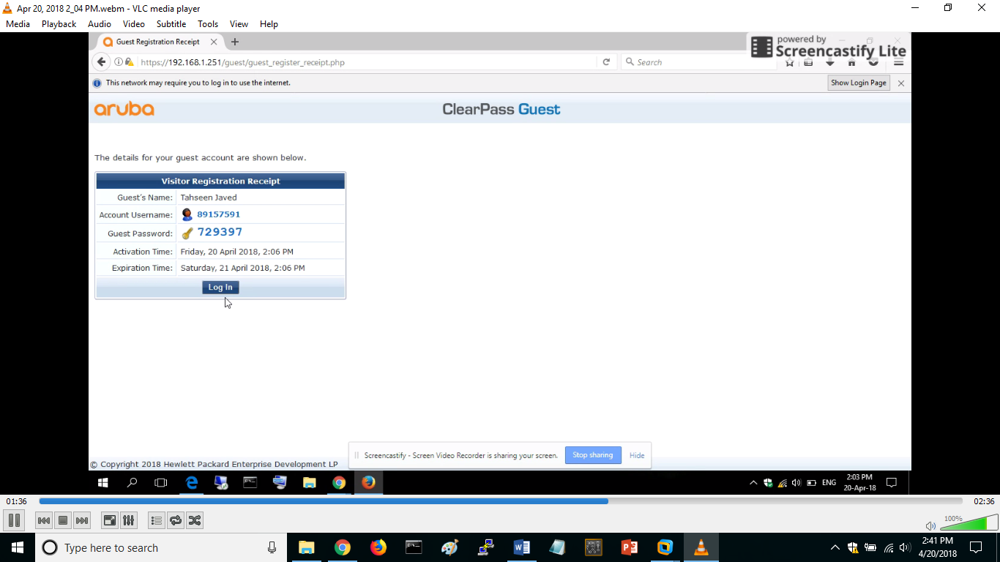 Apr 20, 2018 2_04 PM.webm - VLC media player
Media Playback Audio Video Subtitle Tools View Help
Guest Registration Receipt
powered by
Screencastify Lite
https://192.168.1.251/guest/guest_register_receipt.php
Search
This network may require you to log in to use the internet.
Show Login Page
aruba
ClearPass Guest
The details for your guest account are shown below.
Visitor Registration Receipt
Guest's Name: Tahseen Javed
Account Username: 89157591
Guest Password: 729397
Activation Time: Friday, 20 April 2018, 2:06 PM
Expiration Time: Saturday, 21 April 2018, 2:06 PM
Log In
Screencastify - Screen Video Recorder is sharing your screen.
Stop sharing
Hide
© Copyright 2018 Hewlett Packard Enterprise Development LP
ENG
2:03 PM
20-Apr-18
01:36
02:36
100%
Type here to search
2:41 PM
4/20/2018